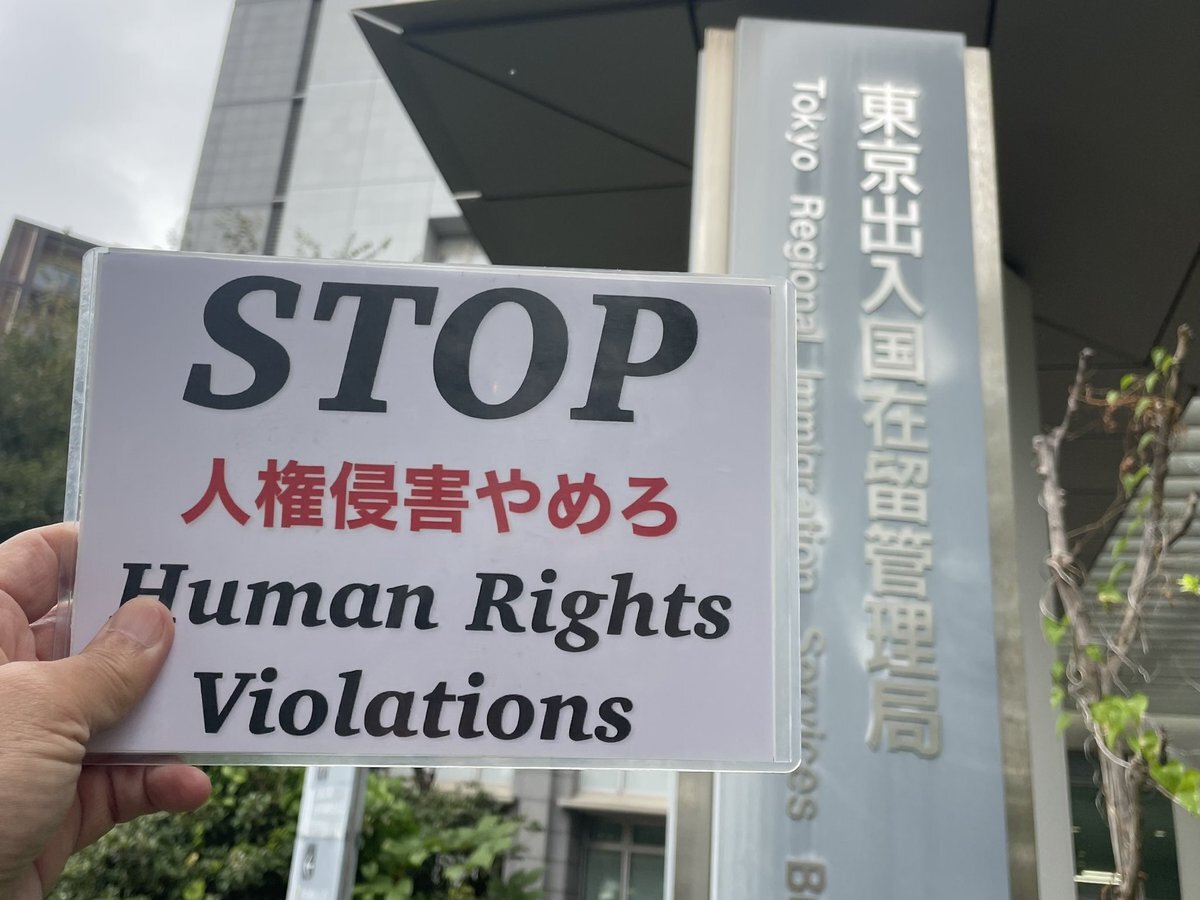 STOP
人権侵害やめろ
Human Rights
Violations
東京出入国在留管理局
Tokyo Regional Immigration Services B